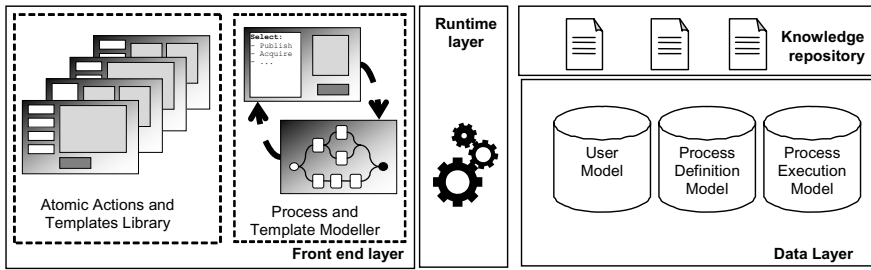 Select:
- Publish
- Acquire
- ...
Atomic Actions and
Templates Library
Process and
Template Modeller
Front end layer
Runtime
layer
Knowledge
repository
User
Model
Process
Definition
Model
Process
Execution
Model
Data Layer